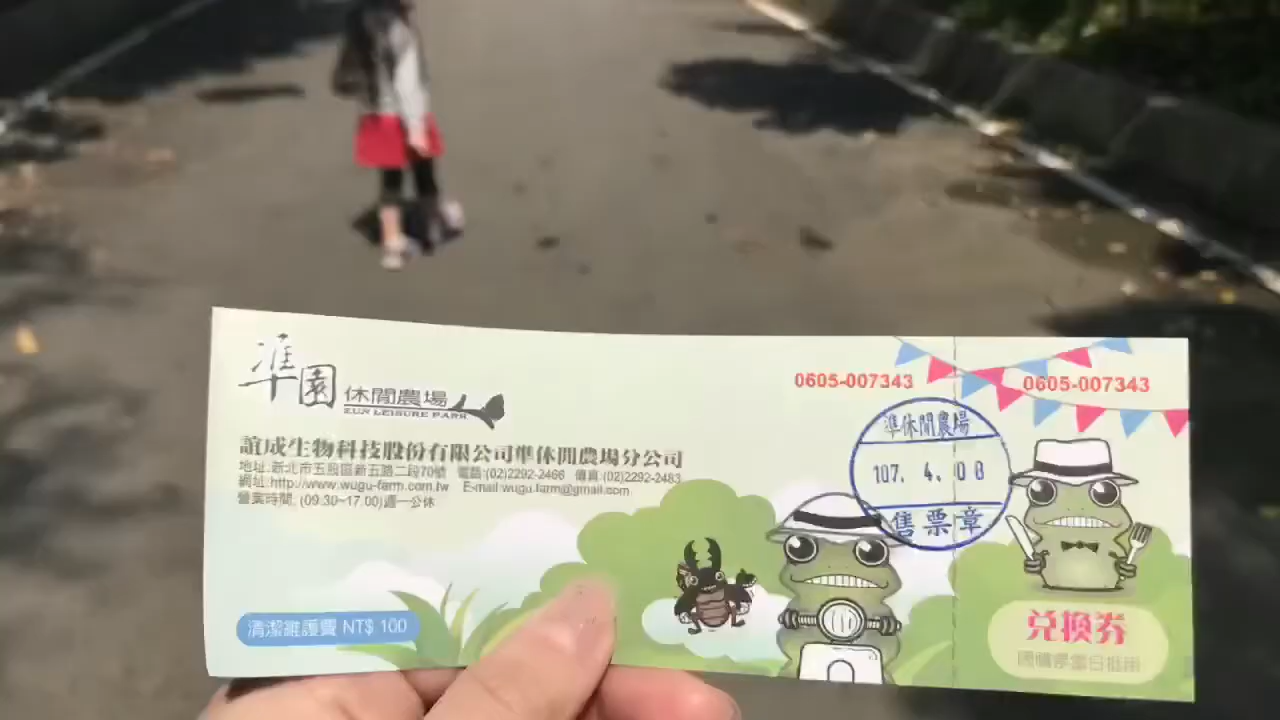 準園休閒農場
ZUN LEISURE PARK
誼成生物科技股份有限公司準休閒農場分公司
地址:新北市五股區新五路二段70號 電話:(02)2292-2466 傳真:(02)2292-2483
網址:http://www.wugu-farm.com.tw E-mail:wugu.farm@gmail.com
營業時間: (09:30~17:00)週一公休
清潔維護費 NT$ 100
0605-007343
0605-007343
準休閒農場
107. 4. 08
售票章
兌換券